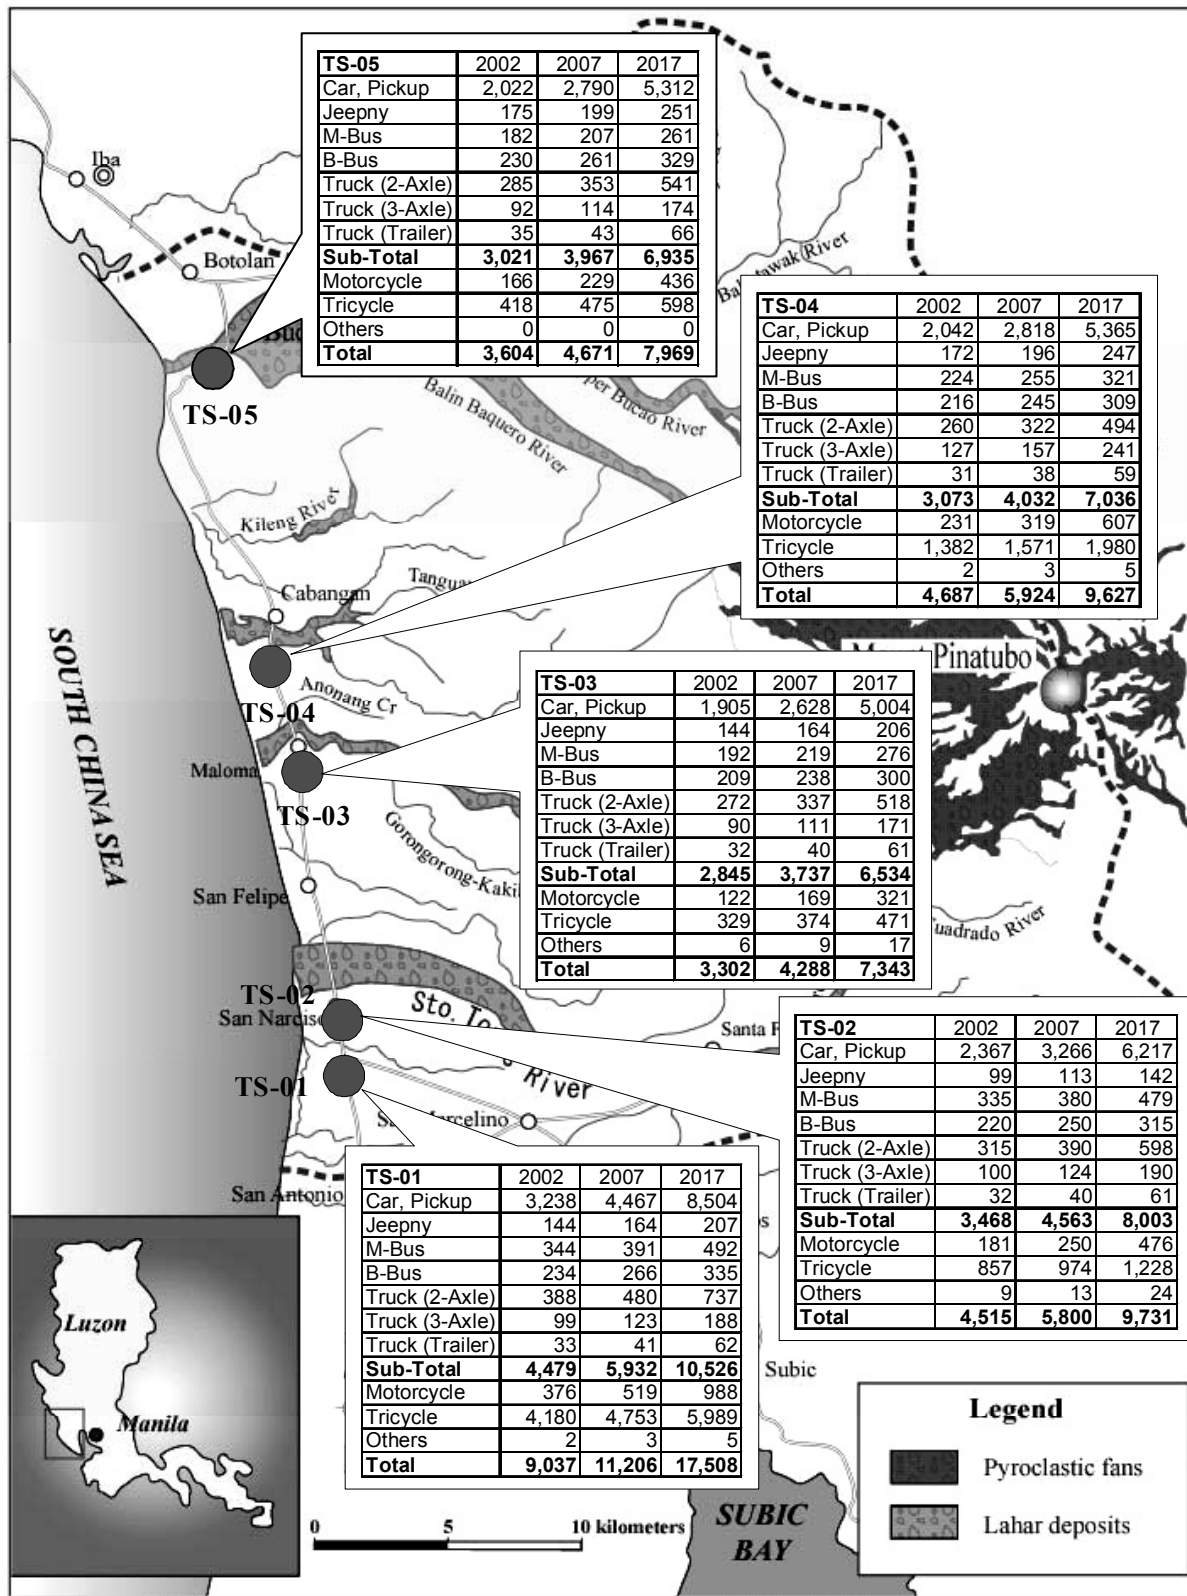 TS-05 2002 2007 2017
Car, Pickup 2,022 2,790 5,312
Jeepny 175 199 251
M-Bus 182 207 261
B-Bus 230 261 329
Truck (2-Axle) 285 353 541
Truck (3-Axle) 92 114 174
Truck (Trailer) 35 43 66
Sub-Total 3,021 3,967 6,935
Motorcycle 166 229 436
Tricycle 418 475 598
Others 0 0 0
Total 3,604 4,671 7,969
Iba
Botolan
River
TS-04 2002 2007 2017
Car, Pickup 2,042 2,818 5,365
Jeepny 172 196 247
M-Bus 224 255 321
B-Bus 216 245 309
Truck (2-Axle) 260 322 494
Truck (3-Axle) 127 157 241
Truck (Trailer) 31 38 59
Sub-Total 3,073 4,032 7,036
Motorcycle 231 319 607
Tricycle 1,382 1,571 1,980
Others 2 3 5
Total 4,687 5,924 9,627
TS-05
Balin Baquero River
Bucao River
Kileng River
Cabangan
SOUTH CHINA SEA
Pinatubo
TS-03 2002 2007 2017
Car, Pickup 1,905 2,628 5,004
Jeepny 144 164 206
M-Bus 192 219 276
B-Bus 209 238 300
Truck (2-Axle) 272 337 518
Truck (3-Axle) 90 111 171
Truck (Trailer) 32 40 61
Sub-Total 2,845 3,737 6,534
Motorcycle 122 169 321
Tricycle 329 374 471
Others 6 9 17
Total 3,302 4,288 7,343
Anonang Cr
TS-04
Maloma
TS-03
San Felipe
River
TS-02
San Narciso
Sto.
River
Santa
TS-01
TS-02 2002 2007 2017
Car, Pickup 2,367 3,266 6,217
Jeepny 99 113 142
M-Bus 335 380 479
B-Bus 220 250 315
Truck (2-Axle) 315 390 598
Truck (3-Axle) 100 124 190
Truck (Trailer) 32 40 61
Sub-Total 3,468 4,563 8,003
Motorcycle 181 250 476
Tricycle 857 974 1,228
Others 9 13 24
Total 4,515 5,800 9,731
San Antonio
TS-01 2002 2007 2017
Car, Pickup 3,238 4,467 8,504
Jeepny 144 164 207
M-Bus 344 391 492
B-Bus 234 266 335
Truck (2-Axle) 388 480 737
Truck (3-Axle) 99 123 188
Truck (Trailer) 33 41 62
Sub-Total 4,479 5,932 10,526
Motorcycle 376 519 988
Tricycle 4,180 4,753 5,989
Others 2 3 5
Total 9,037 11,206 17,508
Luzon
Manila
Subic
0 5 10 kilometers
SUBIC
BAY
Legend
Pyroclastic fans
Lahar deposits